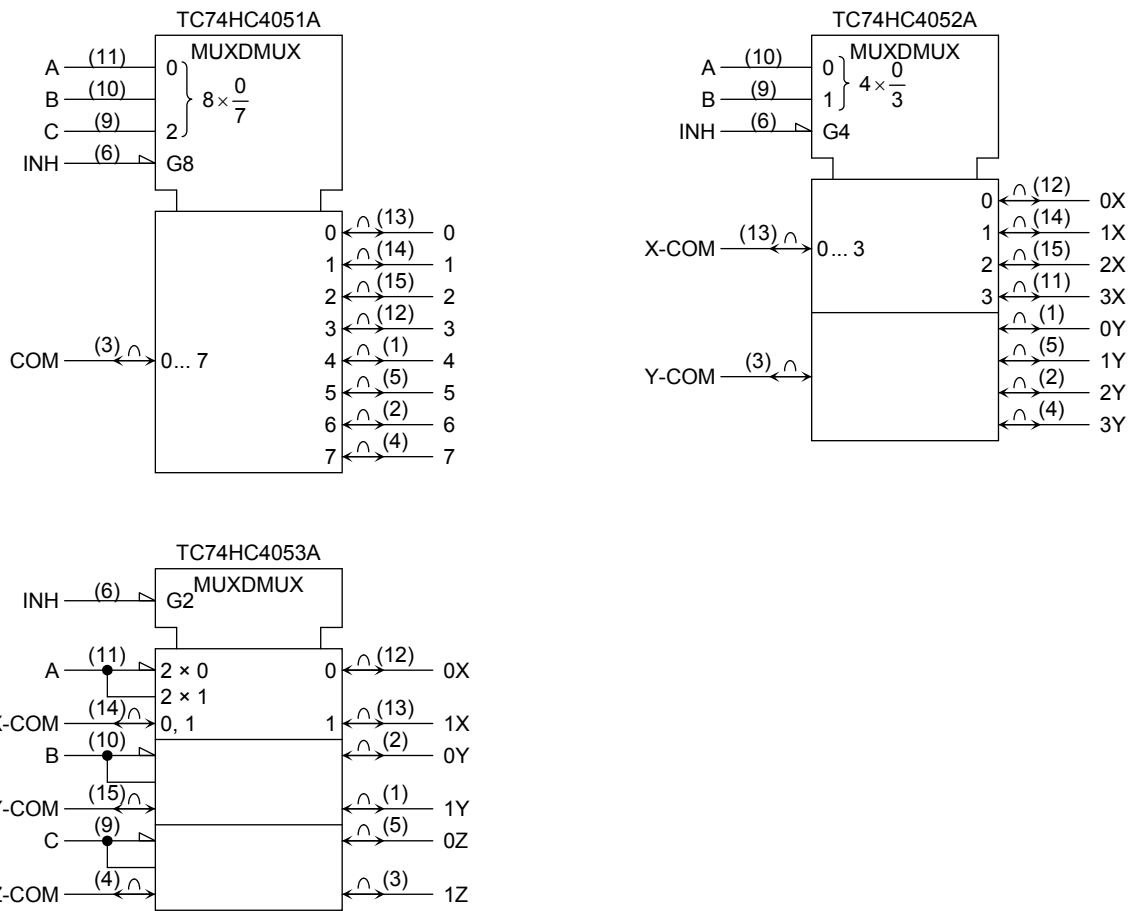 TC74HC4051A
MUXDMUX
A (11) 0
B (10) 8 × 0/7
C (9) 2
INH (6) G8
0 (13) 0
1 (14) 1
2 (15) 2
3 (12) 3
COM (3) 0... 7 4 (1) 4
5 (5) 5
6 (2) 6
7 (4) 7
TC74HC4052A
MUXDMUX
A (10) 0 4 × 0/3
B (9) 1
INH (6) G4
0 (12) 0X
1 (14) 1X
X-COM (13) 0... 3
2 (15) 2X
3 (11) 3X
(1) 0Y
(5) 1Y
Y-COM (3)
(2) 2Y
(4) 3Y
TC74HC4053A
MUXDMUX
INH (6) G2
A (11) 2 × 0 0 (12) 0X
2 × 1
X-COM (14) 0, 1 1 (13) 1X
B (10) (2) 0Y
Y-COM (15) (1) 1Y
C (9) (5) 0Z
Z-COM (4) (3) 1Z